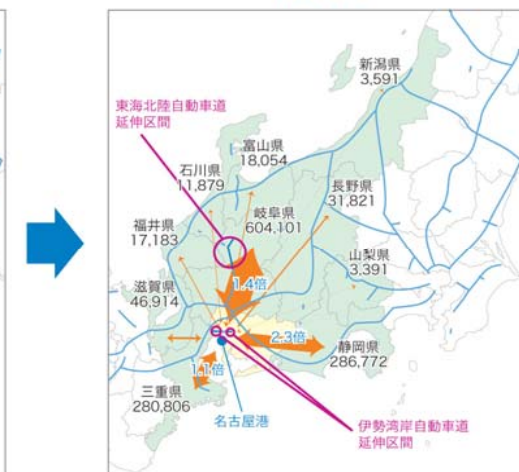 新潟県
3,591
東海北陸自動車道
延伸区間
富山県
18,054
石川県
11,879
長野県
31,821
岐阜県
604,101
福井県
17,183
山梨県
3,391
滋賀県
46,914
1.4倍
2.3倍
静岡県
286,772
1.1倍
三重県
280,806
名古屋港
伊勢湾岸自動車道
延伸区間